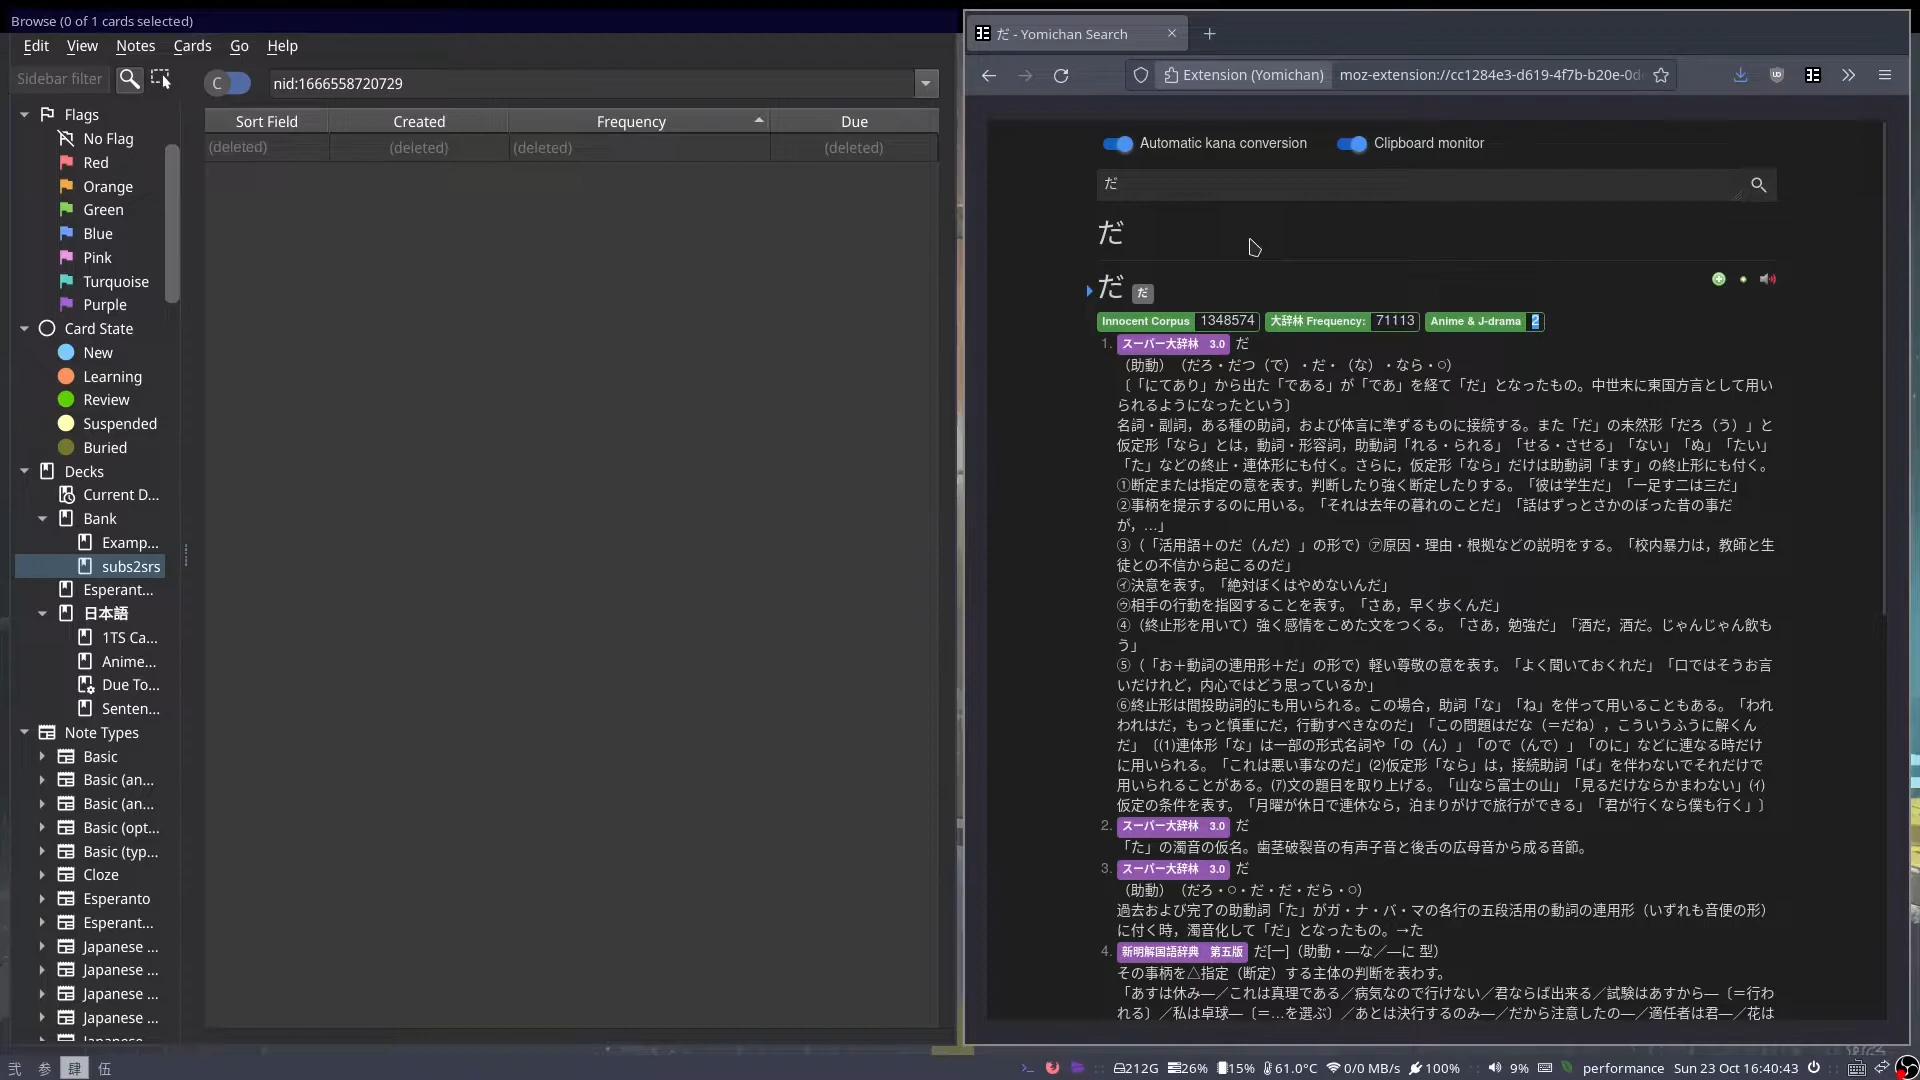 Browse (0 of 1 cards selected)
Edit View Notes Cards Go Help
Sidebar filter
C
nid:1666558720729
Sort Field Created Frequency Due
(deleted) (deleted) (deleted) (deleted)
Flags
No Flag
Red
Orange
Green
Blue
Pink
Turquoise
Purple
Card State
New
Learning
Review
Suspended
Buried
Decks
Current D...
Bank
Examp...
subs2srs
Esperant...
日本語
1TS Ca...
Anime...
Due To...
Senten...
Note Types
Basic
Basic (an...
Basic (an...
Basic (opt...
Basic (typ...
Cloze
Esperanto
Esperant...
Japanese ...
Japanese ...
Japanese ...
Japanese ...
だ - Yomichan Search
Extension (Yomichan) moz-extension://cc1284e3-d619-4f7b-b20e-0d
Automatic kana conversion Clipboard monitor
だ
だ
だ だ
Innocent Corpus 1348574 大辞林 Frequency: 71113 Anime & J-drama 2
1. スーパー大辞林 3.0 だ
（助動）（だろ・だつ（で）・だ・（な）・なら・○）
〔「にてあり」から出た「である」が「であ」を経て「だ」となったもの。中世末に東国方言として用い
られるようになったという〕
名詞・副詞，ある種の助詞，および体言に準ずるものに接続する。また「だ」の未然形「だろ（う）」と
仮定形「なら」とは，動詞・形容詞，助動詞「れる・られる」「せる・させる」「ない」「ぬ」「たい」
「た」などの終止・連体形にも付く。さらに，仮定形「なら」だけは助動詞「ます」の終止形にも付く。
①断定または指定の意を表す。判断したり強く断定したりする。「彼は学生だ」「一足す二は三だ」
②事柄を提示するのに用いる。「それは去年の暮れのことだ」「話はずっとさかのぼった昔の事だ
が，…」
③（「活用語＋のだ（んだ）」の形で）㋐原因・理由・根拠などの説明をする。「校内暴力は，教師と生
徒との不信から起こるのだ」
㋑決意を表す。「絶対ぼくはやめないんだ」
㋒相手の行動を指図することを表す。「さあ，早く歩くんだ」
④（終止形を用いて）強く感情をこめた文をつくる。「さあ，勉強だ」「酒だ，酒だ。じゃんじゃん飲も
う」
⑤（「お＋動詞の連用形＋だ」の形で）軽い尊敬の意を表す。「よく聞いておくれだ」「口ではそうお言
いだけれど，内心ではどう思っているか」
⑥終止形は間投助詞的にも用いられる。この場合，助詞「な」「ね」を伴って用いることもある。「われ
われはだ，もっと慎重にだ，行動すべきなのだ」「この問題はだな（＝だね），こういうふうに解くん
だ」〔(1)連体形「な」は一部の形式名詞や「の（ん）」「ので（んで）」「のに」などに連なる時だけ
に用いられる。「これは悪い事なのだ」(2)仮定形「なら」は，接続助詞「ば」を伴わないでそれだけで
用いられることがある。(ｱ)文の題目を取り上げる。「山なら富士の山」「見るだけならかまわない」(ｲ)
仮定の条件を表す。「月曜が休日で連休なら，泊まりがけで旅行ができる」「君が行くなら僕も行く」〕
2. スーパー大辞林 3.0 だ
「た」の濁音の仮名。歯茎破裂音の有声子音と後舌の広母音から成る音節。
3. スーパー大辞林 3.0 だ
（助動）（だろ・○・だ・だ・だら・○）
過去および完了の助動詞「た」がガ・ナ・バ・マの各行の五段活用の動詞の連用形（いずれも音便の形）
に付く時，濁音化して「だ」となったもの。→た
4. 新明解国語辞典 第五版 だ[一]（助動・—な／—に 型）
その事柄を△指定（断定）する主体の判断を表わす。
「あすは休み—／これは真理である／病気なので行けない／君ならば出来る／試験はあすから—〔＝行わ
れる〕／私は卓球—〔＝…を選ぶ〕／あとは決行するのみ—／だから注意したの—／適任者は君—／花は
弐 参 肆 伍
212G 26% 15% 61.0°C 0/0 MB/s 100% 9% performance Sun 23 Oct 16:40:43